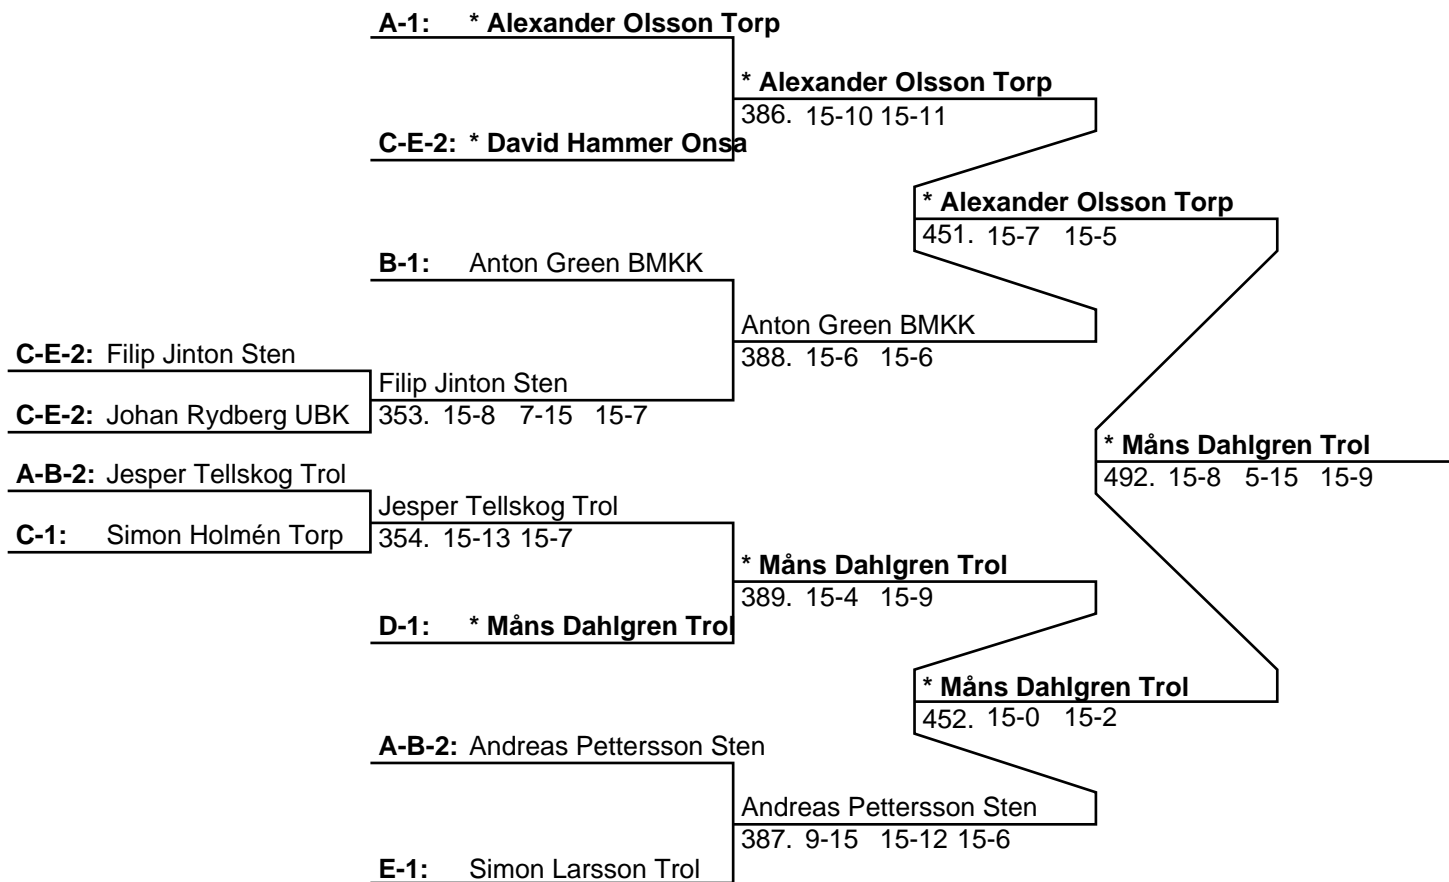 A-1: * Alexander Olsson Torp
* Alexander Olsson Torp
386. 15-10 15-11
C-E-2: * David Hammer Onsa
* Alexander Olsson Torp
451. 15-7 15-5
B-1: Anton Green BMKK
Anton Green BMKK
388. 15-6 15-6
C-E-2: Filip Jinton Sten
Filip Jinton Sten
353. 15-8 7-15 15-7
C-E-2: Johan Rydberg UBK
* Måns Dahlgren Trol
492. 15-8 5-15 15-9
A-B-2: Jesper Tellskog Trol
Jesper Tellskog Trol
354. 15-13 15-7
C-1: Simon Holmén Torp
* Måns Dahlgren Trol
389. 15-4 15-9
D-1: * Måns Dahlgren Trol
* Måns Dahlgren Trol
452. 15-0 15-2
A-B-2: Andreas Pettersson Sten
Andreas Pettersson Sten
387. 9-15 15-12 15-6
E-1: Simon Larsson Trol